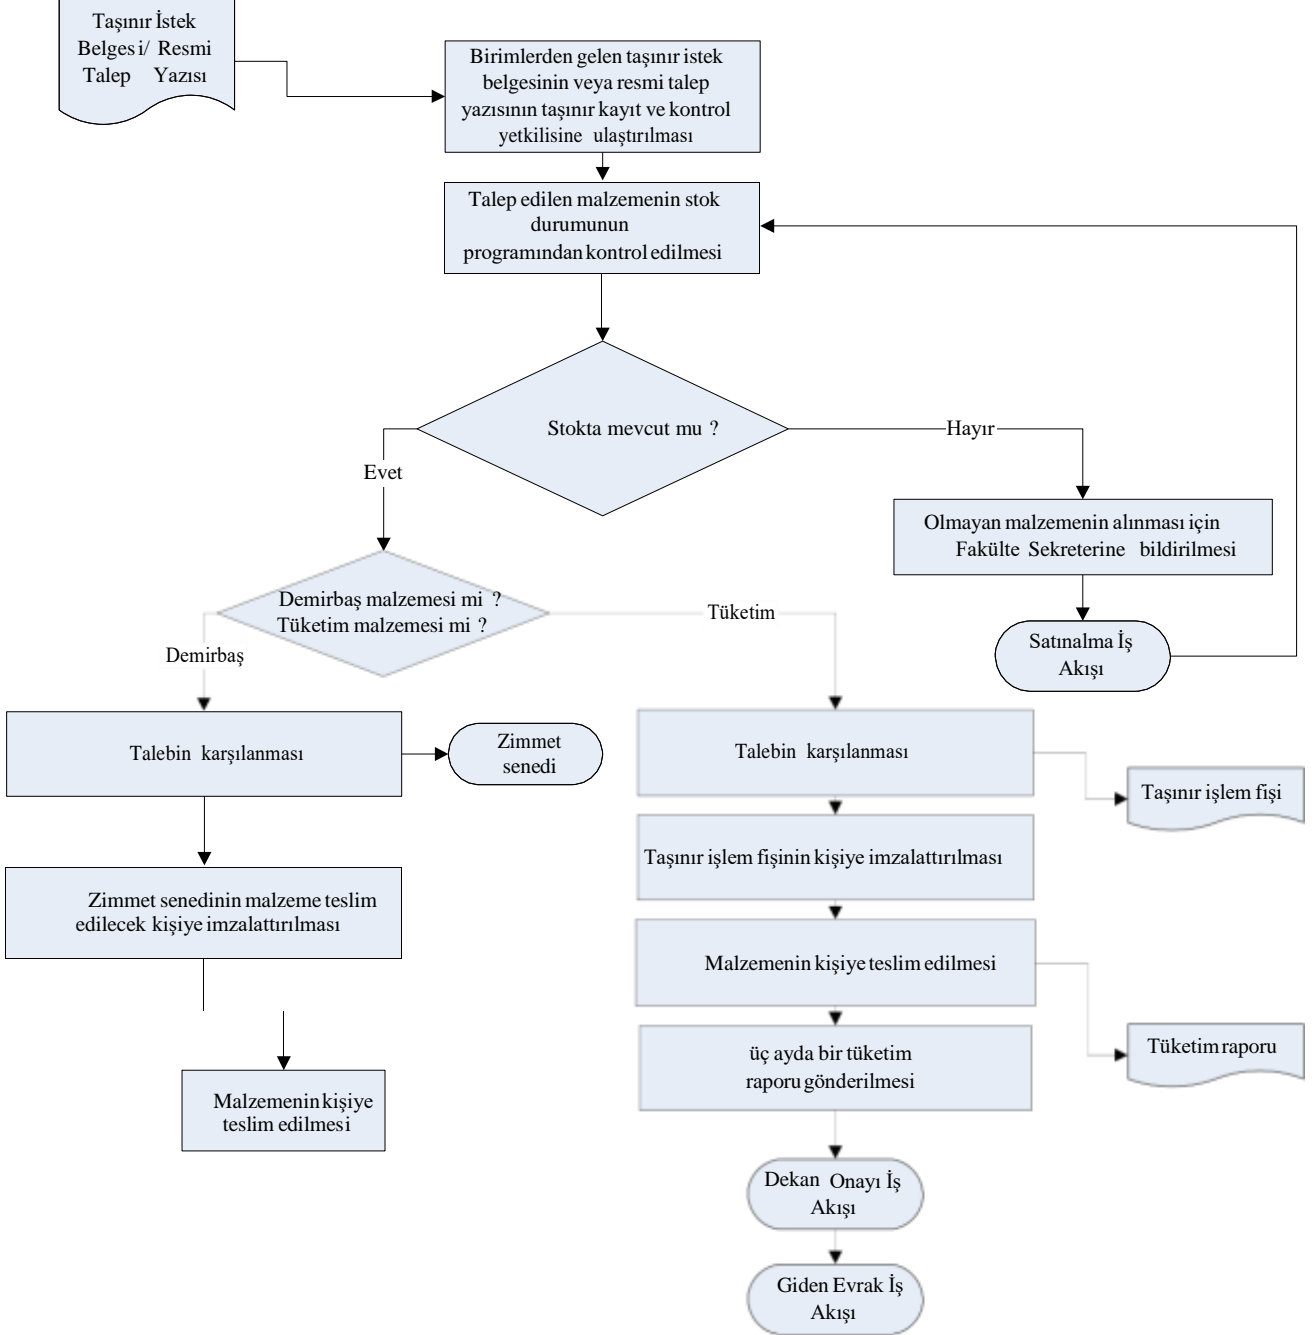 Taşınır İstek
Belgesi/ Resmi
Talep Yazısı
Birimlerden gelen taşınır istek
belgesinin veya resmi talep
yazısının taşınır kayıt ve kontrol
yetkilisine ulaştırılması
Talep edilen malzemenin stok
durumunun
programından kontrol edilmesi
Stokta mevcut mu ?
Hayır
Evet
Olmayan malzemenin alınması için
Fakülte Sekreterine bildirilmesi
Demirbaş malzemesi mi ?
Tüketim malzemesi mi ?
Tüketim
Demirbaş
Satınalma İş
Akışı
Talebin karşılanması
Zimmet
senedi
Talebin karşılanması
Taşınır işlem fişi
Zimmet senedinin malzeme teslim
edilecek kişiye imzalattırılması
Taşınır işlem fişinin kişiye imzalattırılması
Malzemenin kişiye teslim edilmesi
Tüketim raporu
üç ayda bir tüketim
raporu gönderilmesi
Malzemenin kişiye
teslim edilmesi
Dekan Onayı İş
Akışı
Giden Evrak İş
Akışı